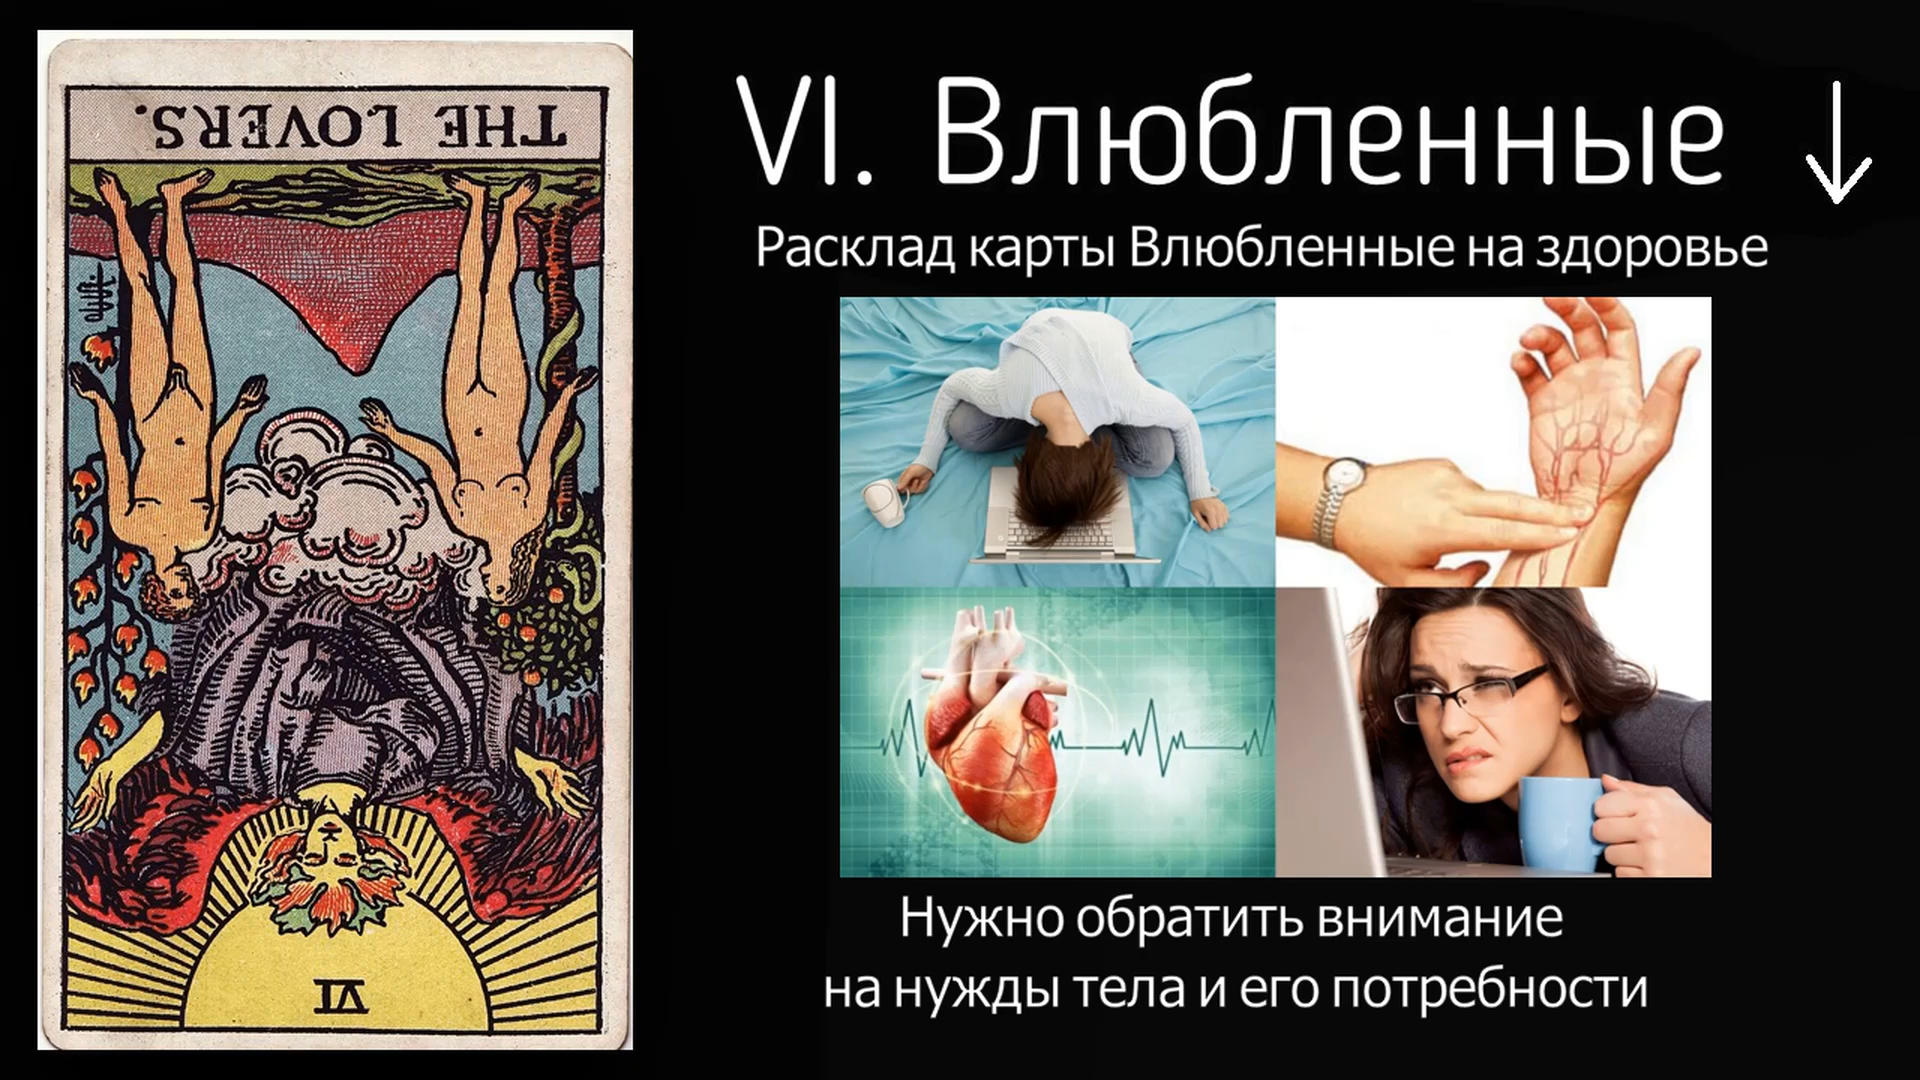 THE LOVERS.
VI
VI. Влюбленные
Расклад карты Влюбленные на здоровье
Нужно обратить внимание
на нужды тела и его потребности